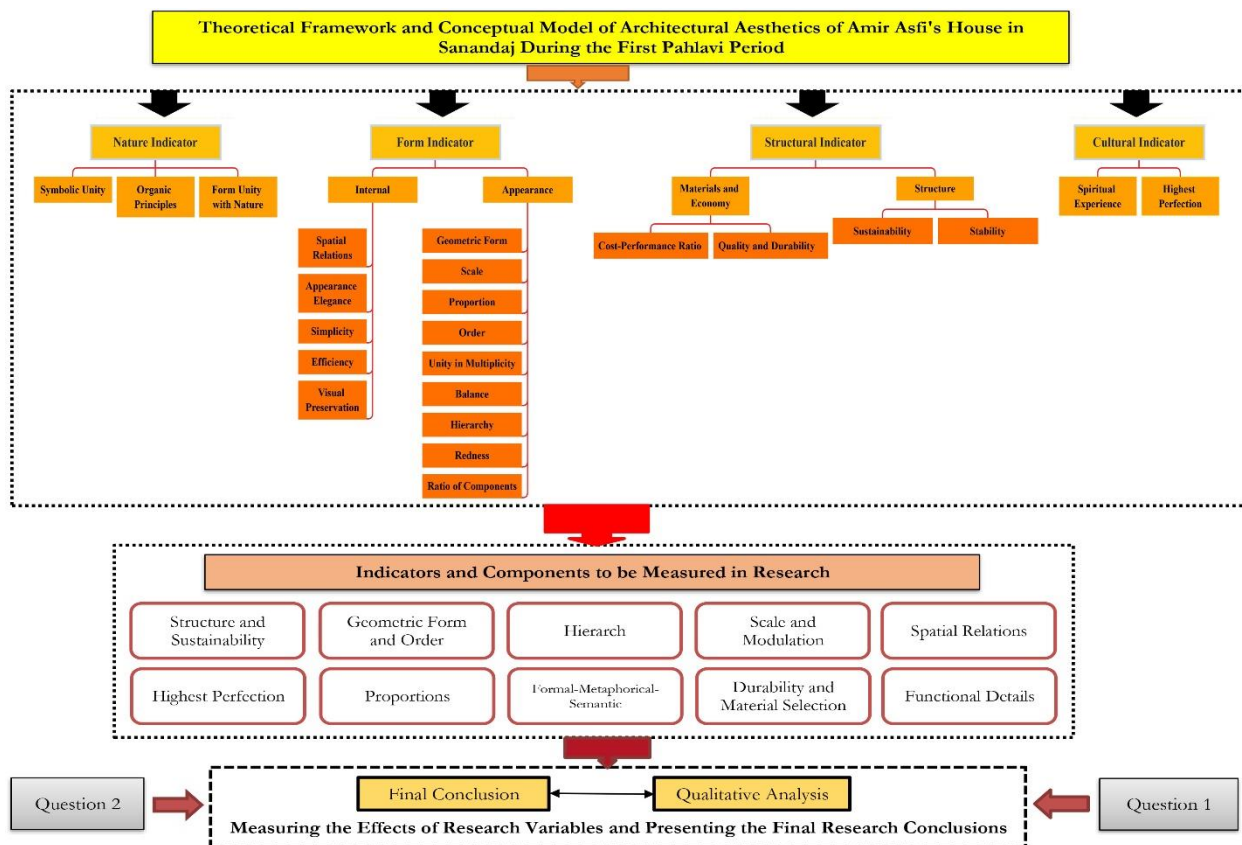 Theoretical Framework and Conceptual Model of Architectural Aesthetics of Amir Asfi's House in
Sanandaj During the First Pahlavi Period
Nature Indicator
Form Indicator
Structural Indicator
Cultural Indicator
Symbolic Unity
Organic
Principles
Form Unity
with Nature
Internal
Appearance
Materials and
Economy
Structure
Spiritual
Experience
Highest
Perfection
Spatial
Relations
Appearance
Elegance
Simplicity
Efficiency
Visual
Preservation
Geometric Form
Scale
Proportion
Order
Unity in Multiplicity
Balance
Hierarchy
Redness
Ratio of Components
Cost-Performance Ratio
Quality and Durability
Sustainability
Stability
Indicators and Components to be Measured in Research
Structure and
Sustainability
Geometric Form
and Order
Hierarch
Scale and
Modulation
Spatial Relations
Highest Perfection
Proportions
Formal-Metaphorical-
Semantic
Durability and
Material Selection
Functional Details
Question 2
Final Conclusion
Qualitative Analysis
Question 1
Measuring the Effects of Research Variables and Presenting the Final Research Conclusions